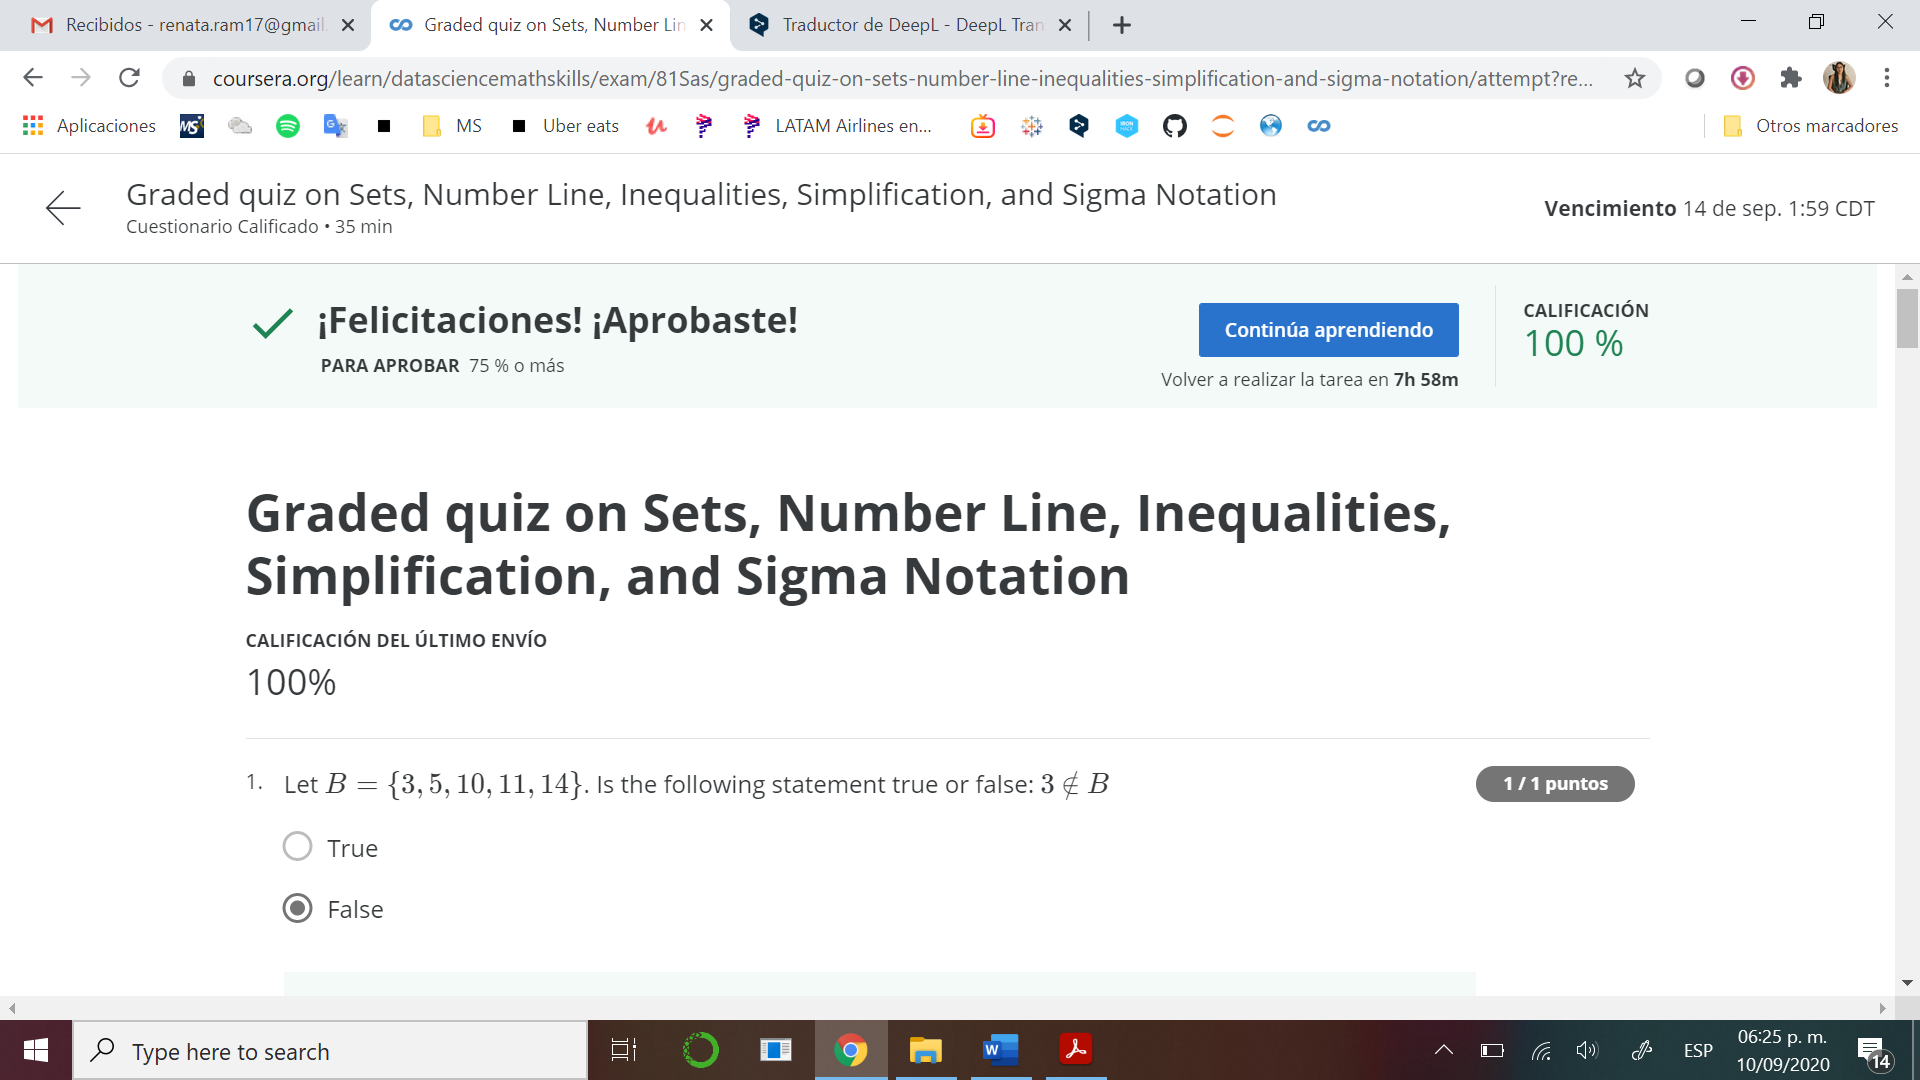 Recibidos - renata.ram17@gmail.
Graded quiz on Sets, Number Lin
Traductor de DeepL - DeepL Tran
coursera.org/learn/datasciencemathskills/exam/81Sas/graded-quiz-on-sets-number-line-inequalities-simplification-and-sigma-notation/attempt?re...
Aplicaciones
MS
MS
Uber eats
LATAM Airlines en...
IRON HACK
Otros marcadores
Graded quiz on Sets, Number Line, Inequalities, Simplification, and Sigma Notation
Cuestionario Calificado • 35 min
Vencimiento 14 de sep. 1:59 CDT
¡Felicitaciones! ¡Aprobaste!
PARA APROBAR 75 % o más
Continúa aprendiendo
Volver a realizar la tarea en 7h 58m
CALIFICACIÓN
100 %
Graded quiz on Sets, Number Line, Inequalities,
Simplification, and Sigma Notation
CALIFICACIÓN DEL ÚLTIMO ENVÍO
100%
1. Let B = {3, 5, 10, 11, 14}. Is the following statement true or false: 3 ∉ B
1 / 1 puntos
True
False
Type here to search
W
ESP
06:25 p. m.
10/09/2020
14